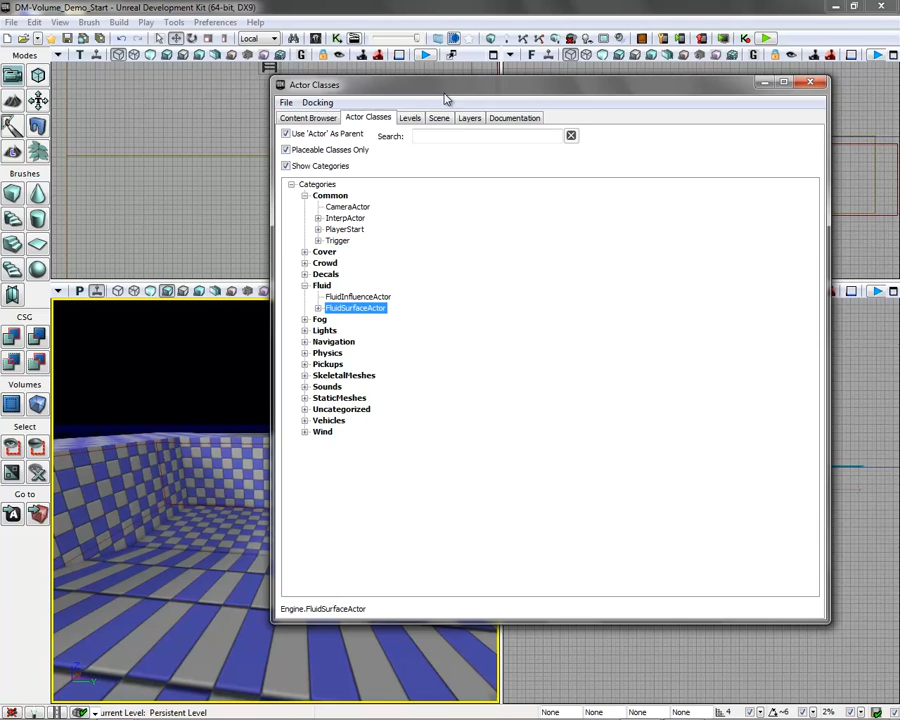 DM-Volume_Demo_Start - Unreal Development Kit (64-bit, DX9)
File Edit View Brush Build Play Tools Preferences Help
Local
Modes
T G
F G
Actor Classes
File Docking
Content Browser Actor Classes Levels Scene Layers Documentation
Use 'Actor' As Parent Search:
Placeable Classes Only
Show Categories
Categories
Common
CameraActor
InterpActor
PlayerStart
Trigger
Cover
Crowd
Decals
Fluid
FluidInfluenceActor
FluidSurfaceActor
Fog
Lights
Navigation
Physics
Pickups
SkeletalMeshes
Sounds
StaticMeshes
Uncategorized
Vehicles
Wind
Engine.FluidSurfaceActor
Brushes
P G
CSG
Volumes
Select
Go to
Y
urrent Level: Persistent Level None None None None 4 ~6 2%